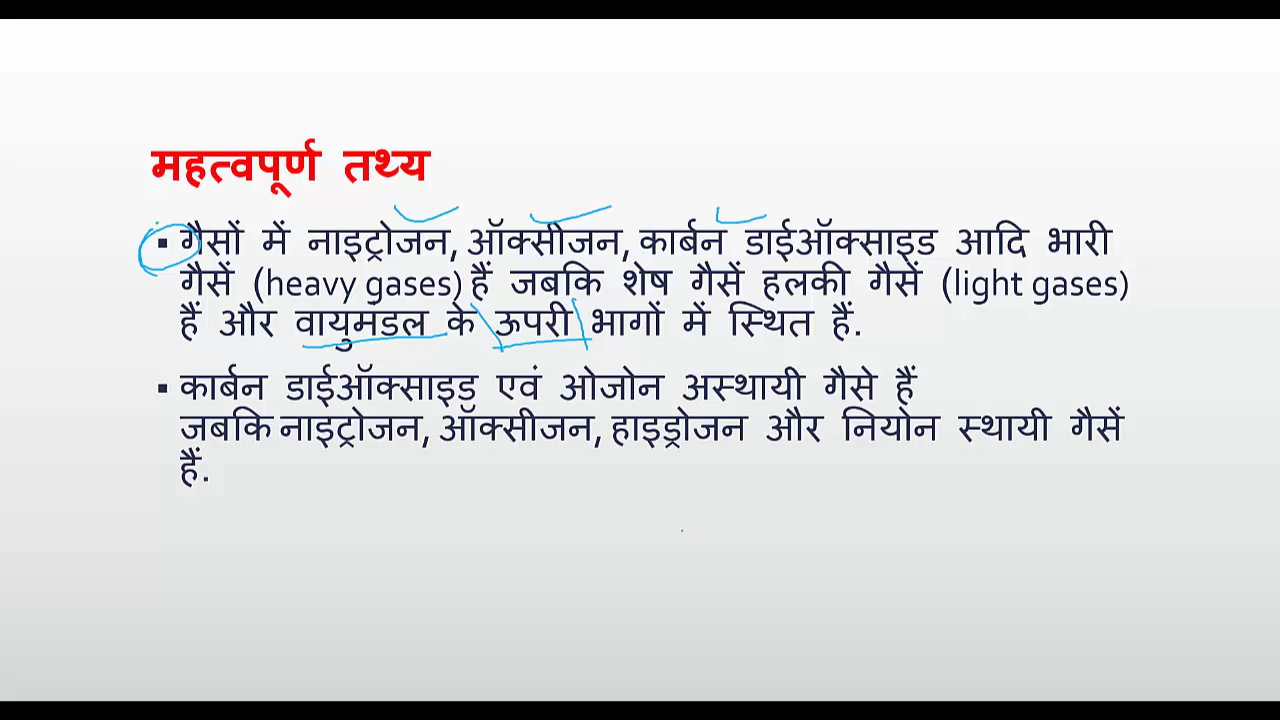 महत्वपूर्ण तथ्य
▪ गैसों में नाइट्रोजन, ऑक्सीजन, कार्बन डाईऑक्साइड आदि भारी
गैसें (heavy gases) हैं जबकि शेष गैसें हलकी गैसें (light gases)
हैं और वायुमंडल के ऊपरी भागों में स्थित हैं.
▪ कार्बन डाईऑक्साइड एवं ओजोन अस्थायी गैसे हैं
जबकि नाइट्रोजन, ऑक्सीजन, हाइड्रोजन और नियोन स्थायी गैसें
हैं.